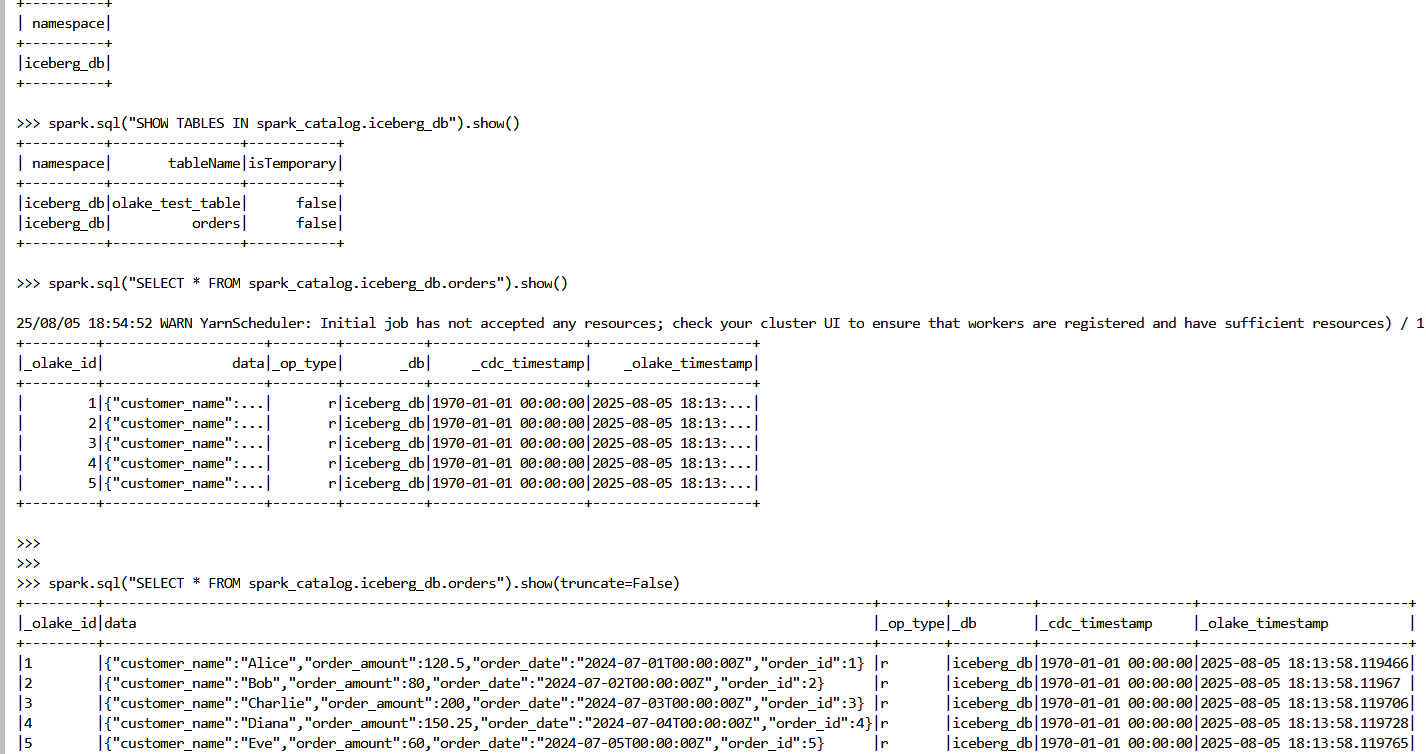 +----------+
| namespace|
+----------+
|iceberg_db|
+----------+
>>> spark.sql("SHOW TABLES IN spark_catalog.iceberg_db").show()
+----------+----------------+-----------+
| namespace|       tableName|isTemporary|
+----------+----------------+-----------+
|iceberg_db|olake_test_table|      false|
|iceberg_db|          orders|      false|
+----------+----------------+-----------+
>>> spark.sql("SELECT * FROM spark_catalog.iceberg_db.orders").show()
25/08/05 18:54:52 WARN YarnScheduler: Initial job has not accepted any resources; check your cluster UI to ensure that workers are registered and have sufficient resources) / 1
+---------+--------------------+--------+----------+-------------------+--------------------+
|_olake_id|                data|_op_type|       _db|     _cdc_timestamp|    _olake_timestamp|
+---------+--------------------+--------+----------+-------------------+--------------------+
|        1|{"customer_name":...|       r|iceberg_db|1970-01-01 00:00:00|2025-08-05 18:13:...|
|        2|{"customer_name":...|       r|iceberg_db|1970-01-01 00:00:00|2025-08-05 18:13:...|
|        3|{"customer_name":...|       r|iceberg_db|1970-01-01 00:00:00|2025-08-05 18:13:...|
|        4|{"customer_name":...|       r|iceberg_db|1970-01-01 00:00:00|2025-08-05 18:13:...|
|        5|{"customer_name":...|       r|iceberg_db|1970-01-01 00:00:00|2025-08-05 18:13:...|
+---------+--------------------+--------+----------+-------------------+--------------------+
>>>
>>>
>>> spark.sql("SELECT * FROM spark_catalog.iceberg_db.orders").show(truncate=False)
+---------+------------------------------------------------------------------------------------------------+--------+----------+-------------------+--------------------------+
|_olake_id|data                                                                                            |_op_type|_db       |_cdc_timestamp     |_olake_timestamp          |
+---------+------------------------------------------------------------------------------------------------+--------+----------+-------------------+--------------------------+
|1        |{"customer_name":"Alice","order_amount":120.5,"order_date":"2024-07-01T00:00:00Z","order_id":1} |r       |iceberg_db|1970-01-01 00:00:00|2025-08-05 18:13:58.119466|
|2        |{"customer_name":"Bob","order_amount":80,"order_date":"2024-07-02T00:00:00Z","order_id":2}      |r       |iceberg_db|1970-01-01 00:00:00|2025-08-05 18:13:58.11967 |
|3        |{"customer_name":"Charlie","order_amount":200,"order_date":"2024-07-03T00:00:00Z","order_id":3} |r       |iceberg_db|1970-01-01 00:00:00|2025-08-05 18:13:58.119706|
|4        |{"customer_name":"Diana","order_amount":150.25,"order_date":"2024-07-04T00:00:00Z","order_id":4}|r       |iceberg_db|1970-01-01 00:00:00|2025-08-05 18:13:58.119728|
|5        |{"customer_name":"Eve","order_amount":60,"order_date":"2024-07-05T00:00:00Z","order_id":5}      |r       |iceberg_db|1970-01-01 00:00:00|2025-08-05 18:13:58.119765|